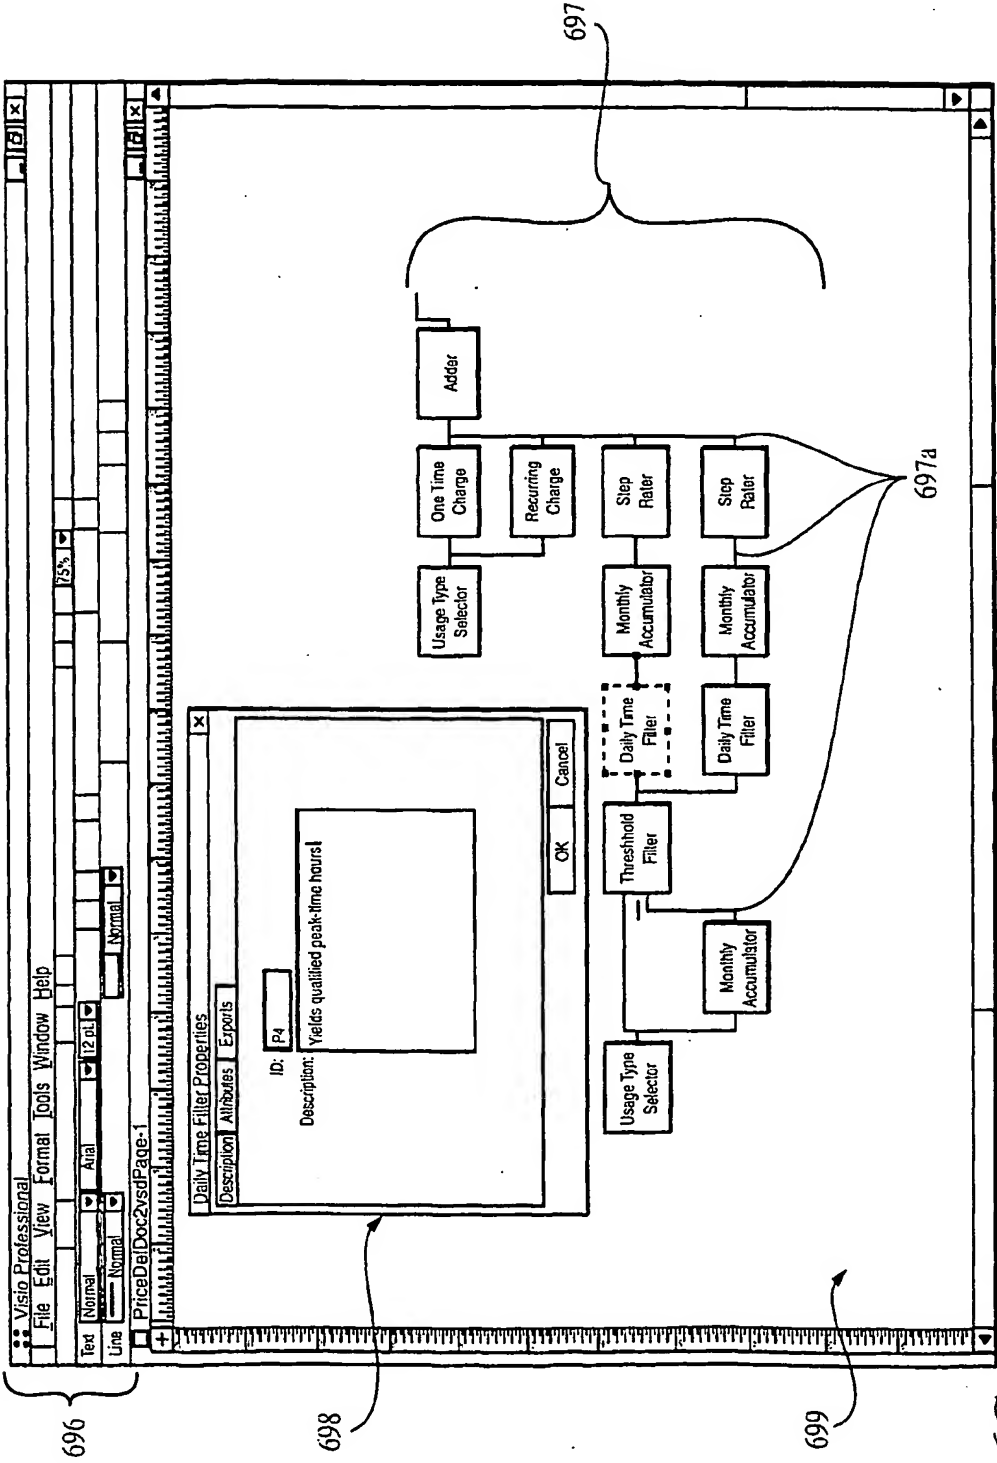 Visio Professional
File Edit View Format Tools Window Help
75%
Text Normal Arial 12 pt.
Line Normal Normal
PriceDefDoc2vsdPage-1
Daily Time Filter Properties
Description Attributes Exports
ID: P4
Description: Yields qualified peak-time hours
OK Cancel
Usage Type
Selector
One Time
Charge
Adder
Recurring
Charge
Usage Type
Selector
Threshhold
Filter
Daily Time
Filter
Monthly
Accumulator
Step
Rater
Monthly
Accumulator
Daily Time
Filter
Monthly
Accumulator
Step
Rater
696
698
699
697
697a